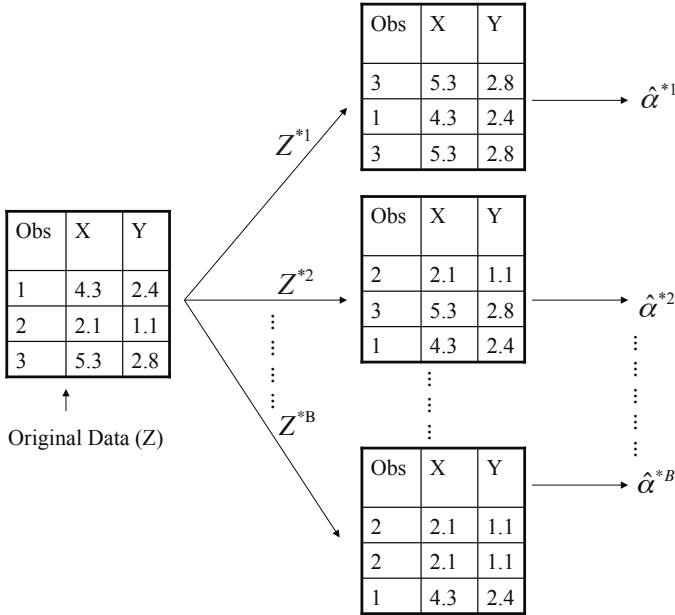 Obs X Y
3 5.3 2.8
1 4.3 2.4
3 5.3 2.8
Z*1
α̂*1
Obs X Y
1 4.3 2.4
2 2.1 1.1
3 5.3 2.8
Original Data (Z)
Z*2
Obs X Y
2 2.1 1.1
3 5.3 2.8
1 4.3 2.4
α̂*2
Z*B
Obs X Y
2 2.1 1.1
2 2.1 1.1
1 4.3 2.4
α̂*B